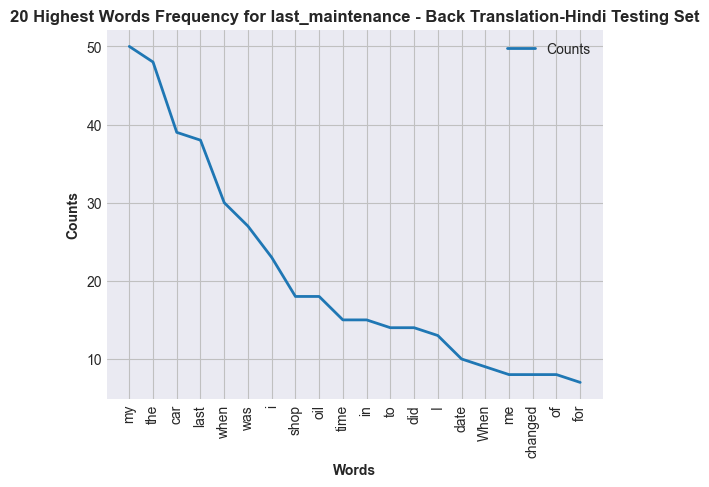 20 Highest Words Frequency for last_maintenance - Back Translation-Hindi Testing Set
Counts
50
40
30
20
10
Counts
my
the
car
last
when
was
i
shop
oil
time
in
to
did
I
date
When
me
changed
of
for
Words